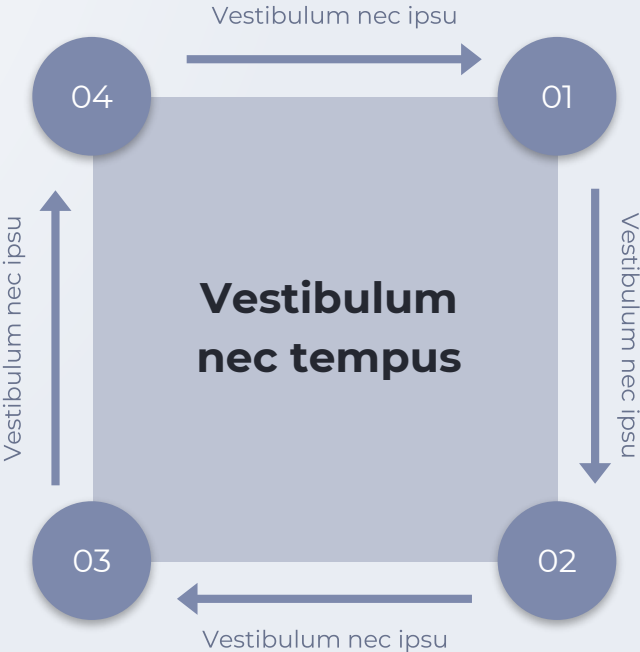 Vestibulum nec ipsu
04
01
Vestibulum nec ipsu
Vestibulum nec ipsu
Vestibulum
nec tempus
03
02
Vestibulum nec ipsu